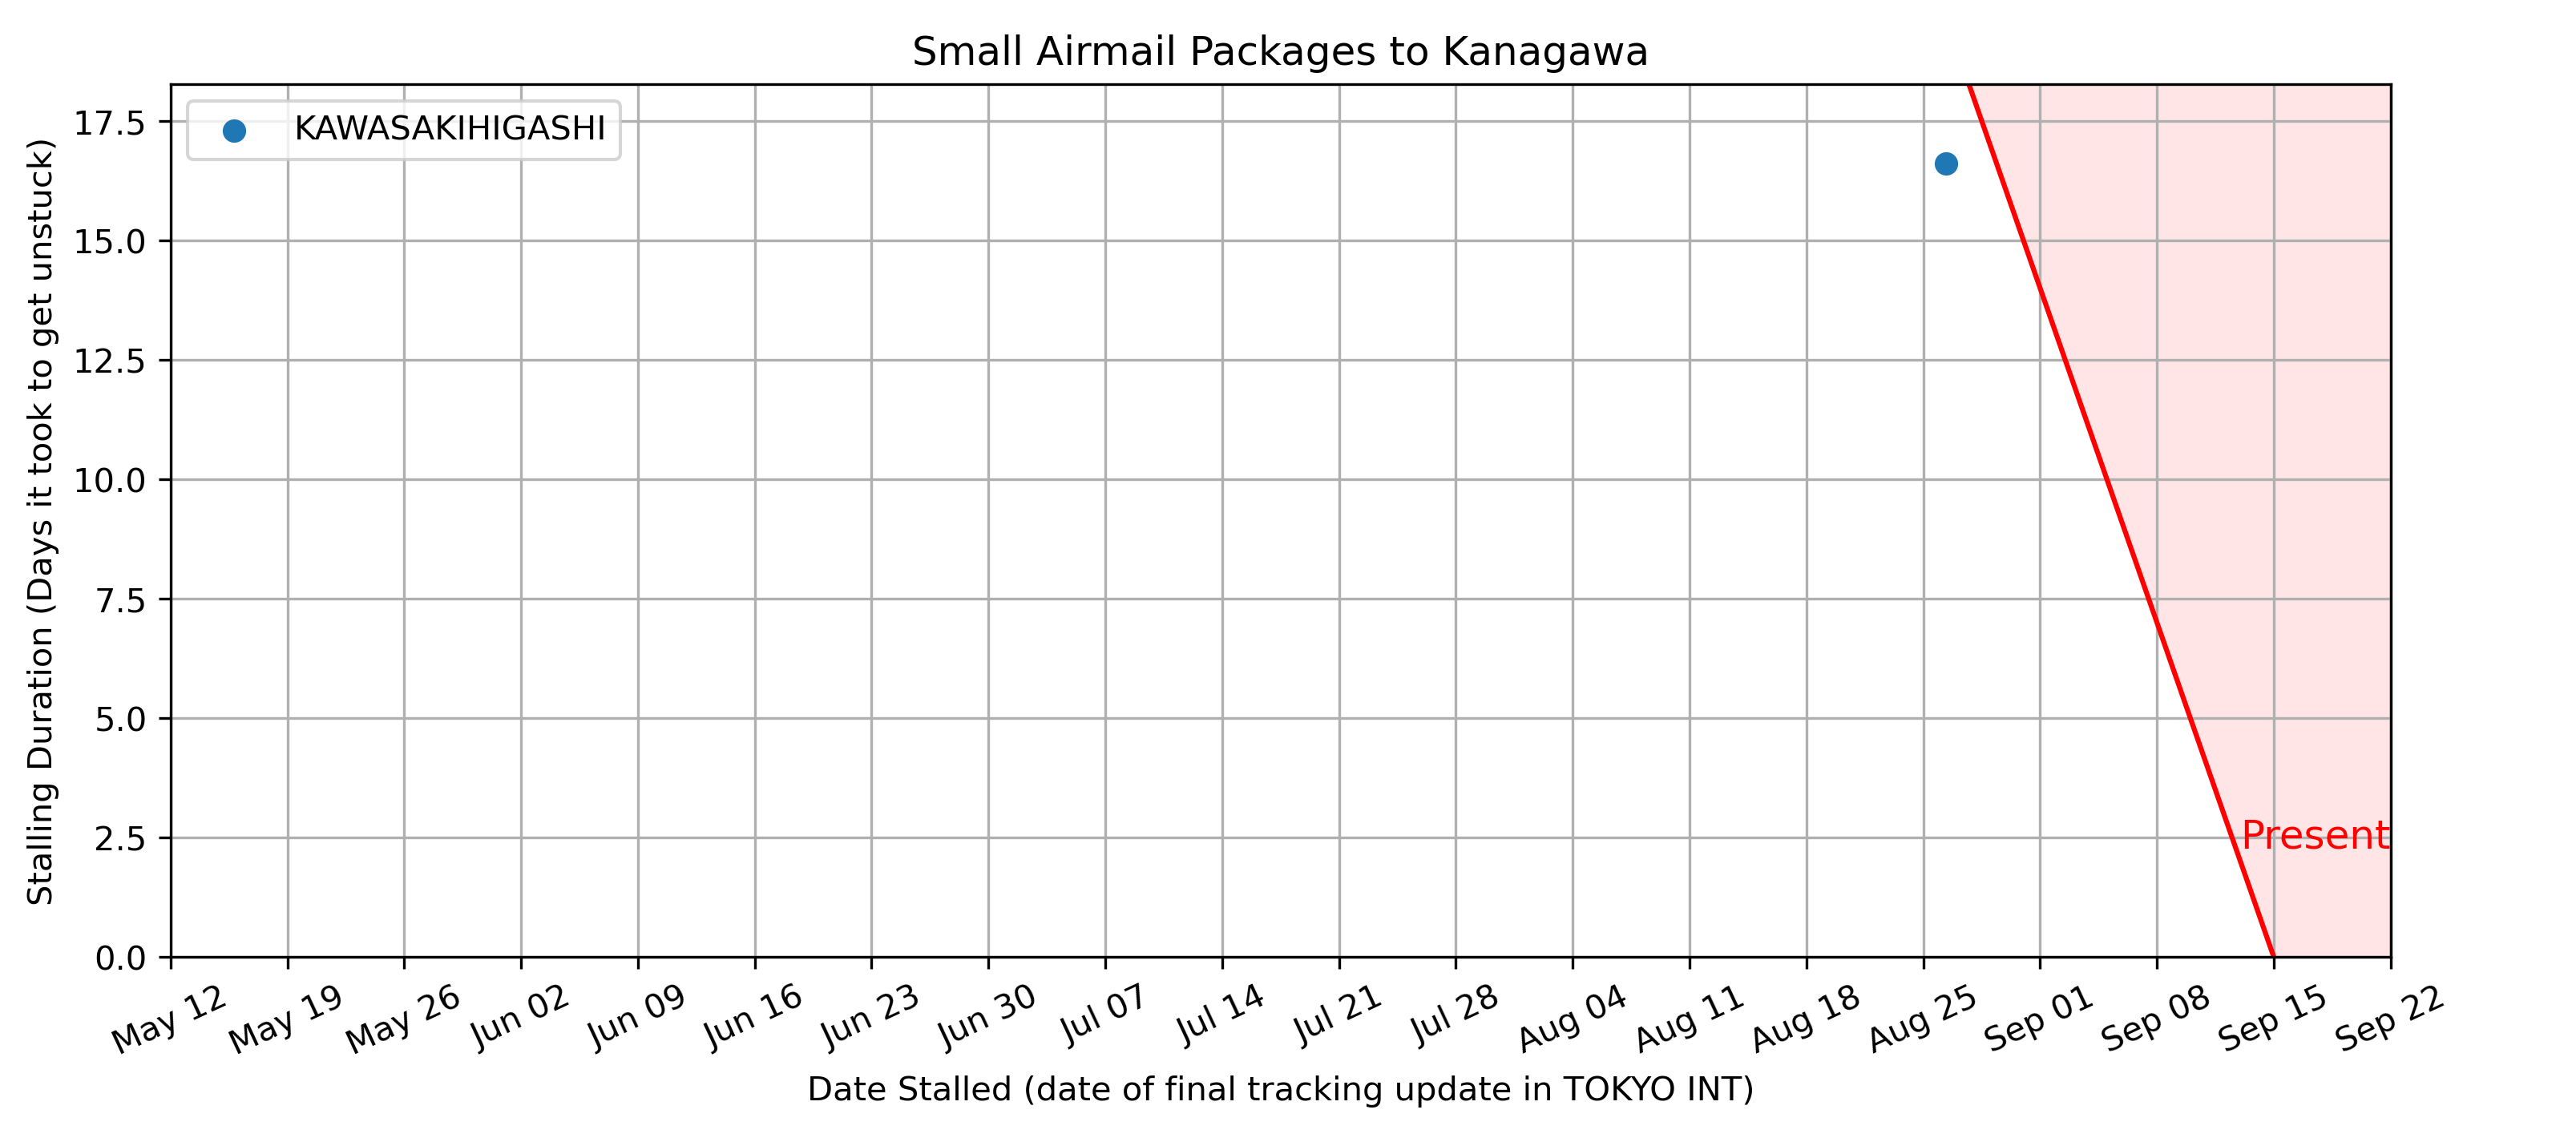 Small Airmail Packages to Kanagawa
KAWASAKIHIGASHI
Stalling Duration (Days it took to get unstuck)
17.5
15.0
12.5
10.0
7.5
5.0
2.5
0.0
Present
May 12
May 19
May 26
Jun 02
Jun 09
Jun 16
Jun 23
Jun 30
Jul 07
Jul 14
Jul 21
Jul 28
Aug 04
Aug 11
Aug 18
Aug 25
Sep 01
Sep 08
Sep 15
Sep 22
Date Stalled (date of final tracking update in TOKYO INT)